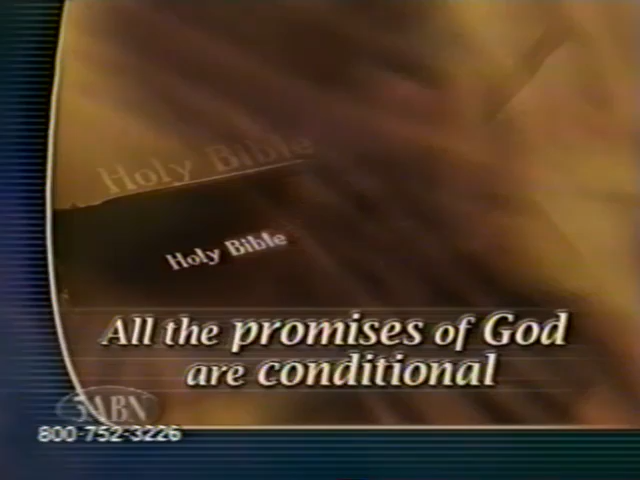 Holy Bible
Holy Bible
All the promises of God
are conditional
3ABN
800-752-3226